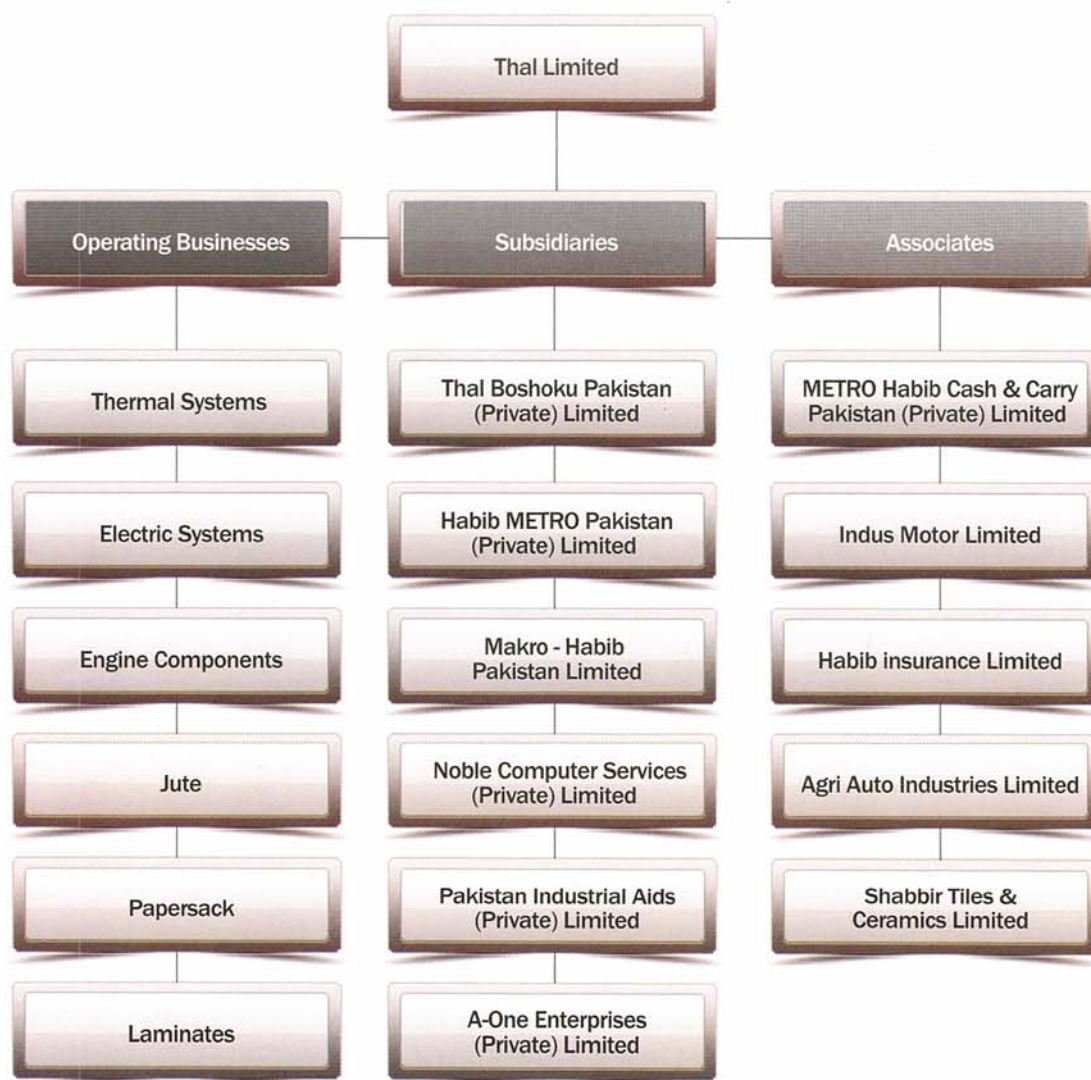 Thal Limited
Operating Businesses
Subsidiaries
Associates
Thermal Systems
Electric Systems
Engine Components
Jute
Papersack
Laminates
Thal Boshoku Pakistan
(Private) Limited
Habib METRO Pakistan
(Private) Limited
Makro - Habib
Pakistan Limited
Noble Computer Services
(Private) Limited
Pakistan Industrial Aids
(Private) Limited
A-One Enterprises
(Private) Limited
METRO Habib Cash & Carry
Pakistan (Private) Limited
Indus Motor Limited
Habib insurance Limited
Agri Auto Industries Limited
Shabbir Tiles &
Ceramics Limited